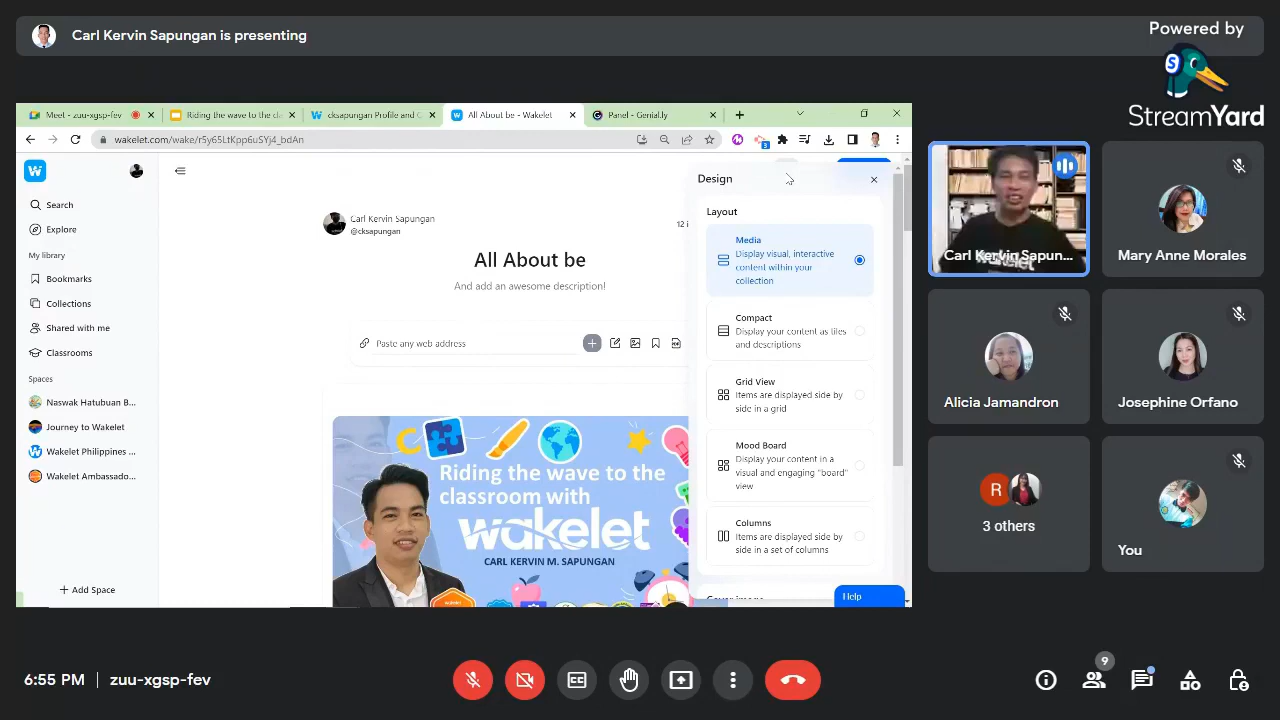 Carl Kervin Sapungan is presenting
Powered by
StreamYard
Meet - zuu-xgsp-fev
Riding the wave to the cla
cksapungan Profile and C
All About be - Wakelet
Panel - Genial.ly
wakelet.com/wake/r5y65LtKpp6uSYj4_bdAn
Search
Explore
My library
Bookmarks
Collections
Shared with me
Classrooms
Spaces
Naswak Hatubuan B...
Journey to Wakelet
Wakelet Philippines ...
Wakelet Ambassado...
Add Space
Carl Kervin Sapungan
@cksapungan
12 i
All About be
And add an awesome description!
Paste any web address
Riding the wave to the
classroom with
wakelet
CARL KERVIN M. SAPUNGAN
Design
Layout
Media
Display visual, interactive
content within your
collection
Compact
Display your content as tiles
and descriptions
Grid View
Items are displayed side by
side in a grid
Mood Board
Display your content in a
visual and engaging "board"
view
Columns
Items are displayed side by
side in a set of columns
Cover image
Help
Carl Kervin Sapun...
Mary Anne Morales
Alicia Jamandron
Josephine Orfano
R
3 others
You
6:55 PM | zuu-xgsp-fev
9